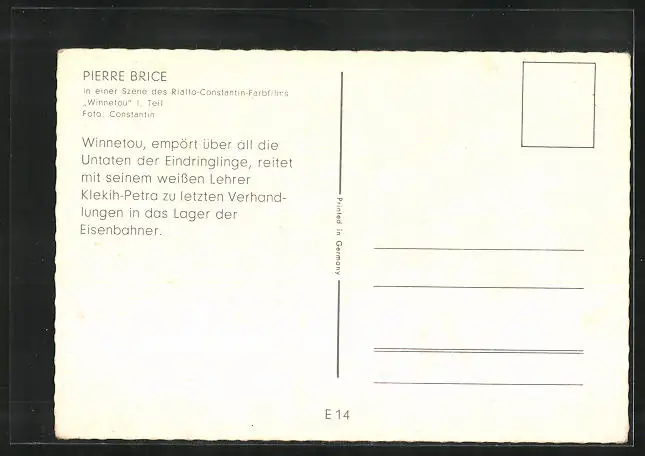 PIERRE BRICE
in einer Szene des Rialto-Constantin-Farbfilms
„Winnetou" I. Teil
Foto: Constantin
Winnetou, empört über all die
Untaten der Eindringlinge, reitet
mit seinem weißen Lehrer
Klekih-Petra zu letzten Verhand-
lungen in das Lager der
Eisenbahner.
Printed in Germany
E 14